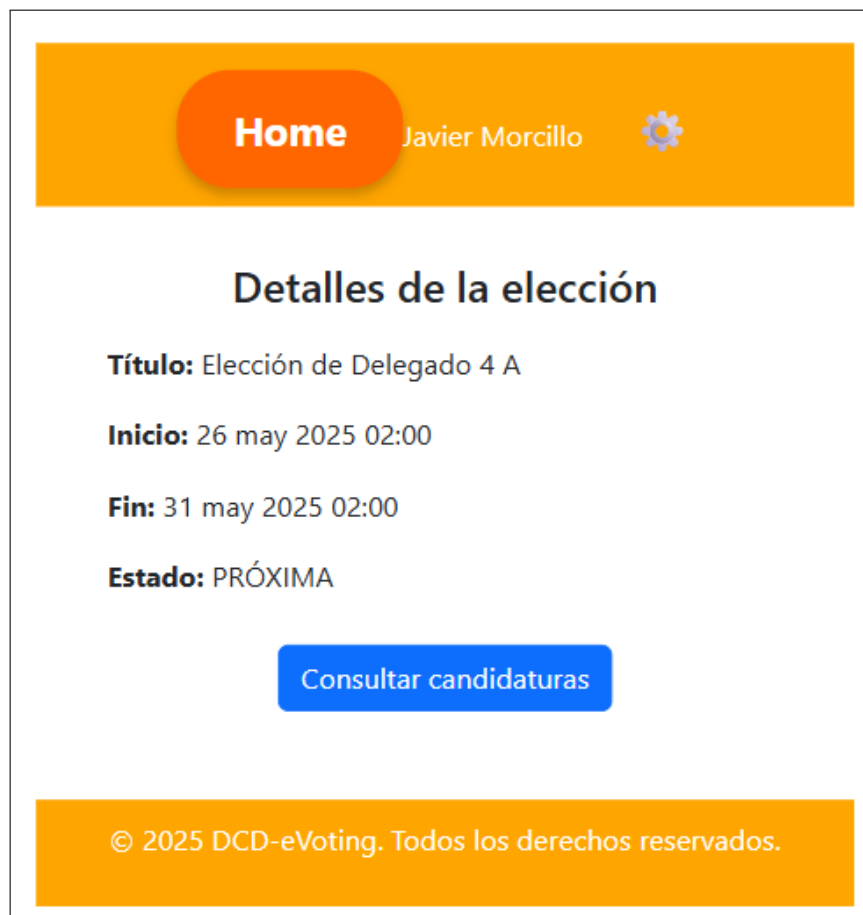 Home Javier Morcillo
Detalles de la elección
Título: Elección de Delegado 4 A
Inicio: 26 may 2025 02:00
Fin: 31 may 2025 02:00
Estado: PRÓXIMA
Consultar candidaturas
© 2025 DCD-eVoting. Todos los derechos reservados.